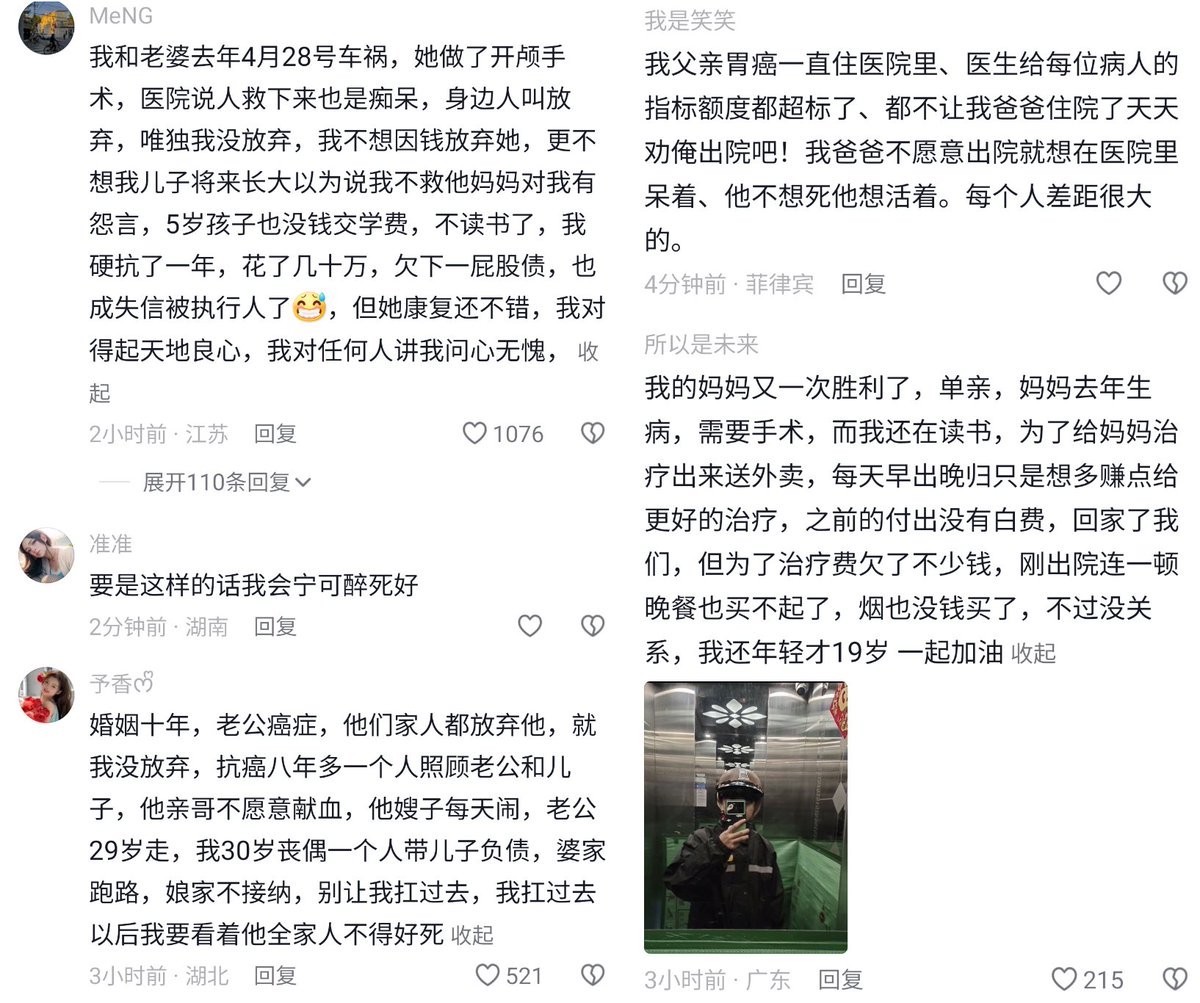 MeNG
我和老婆去年4月28号车祸，她做了开颅手
术，医院说人救下来也是痴呆，身边人叫放
弃，唯独我没放弃，我不想因钱放弃她，更不
想我儿子将来长大以为说我不救他妈妈对我有
怨言，5岁孩子也没钱交学费，不读书了，我
硬抗了一年，花了几十万，欠下一屁股债，也
成失信被执行人了😅，但她康复还不错，我对
得起天地良心，我对任何人讲我问心无愧， 收
起
2小时前 · 江苏 回复 1076
展开110条回复
准准
要是这样的话我会宁可醉死好
2分钟前 · 湖南 回复
予香ෆ
婚姻十年，老公癌症，他们家人都放弃他，就
我没放弃，抗癌八年多一个人照顾老公和儿
子，他亲哥不愿意献血，他嫂子每天闹，老公
29岁走，我30岁丧偶一个人带儿子负债，婆家
跑路，娘家不接纳，别让我扛过去，我扛过去
以后我要看着他全家人不得好死 收起
3小时前 · 湖北 回复 521
我是笑笑
我父亲胃癌一直住医院里、医生给每位病人的
指标额度都超标了、都不让我爸爸住院了天天
劝俺出院吧！我爸爸不愿意出院就想在医院里
呆着、他不想死他想活着。每个人差距很大
的。
4分钟前 · 菲律宾 回复
所以是未来
我的妈妈又一次胜利了，单亲，妈妈去年生
病，需要手术，而我还在读书，为了给妈妈治
疗出来送外卖，每天早出晚归只是想多赚点给
更好的治疗，之前的付出没有白费，回家了我
们，但为了治疗费欠了不少钱，刚出院连一顿
晚餐也买不起了，烟也没钱买了，不过没关
系，我还年轻才19岁 一起加油 收起
3小时前 · 广东 回复 215